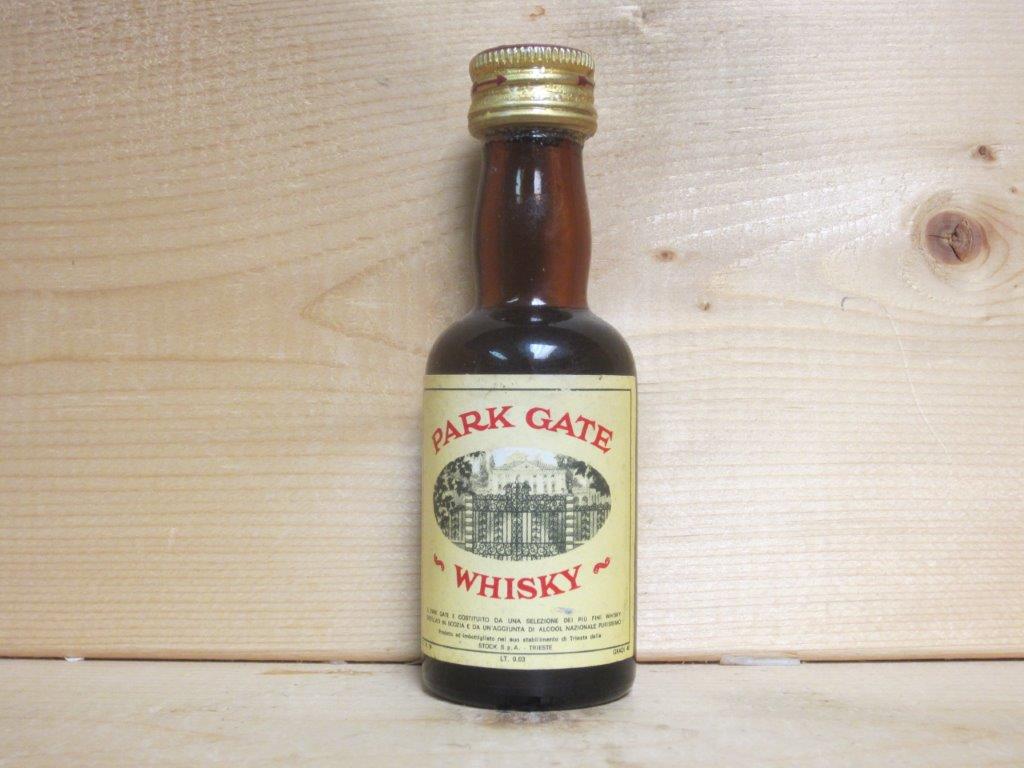 PARK GATE
WHISKY
IL PARK GATE È COSTITUITO DA UNA SELEZIONE DEI PIÙ FINI WHISKY
DISTILLATI IN SCOZIA E DA UN'AGGIUNTA DI ALCOOL NAZIONALE PURISSIMO
Prodotto ed imbottigliato nel suo stabilimento di Trieste dalla
STOCK S.p.A. - TRIESTE
GRADI 40
LT. 0.03